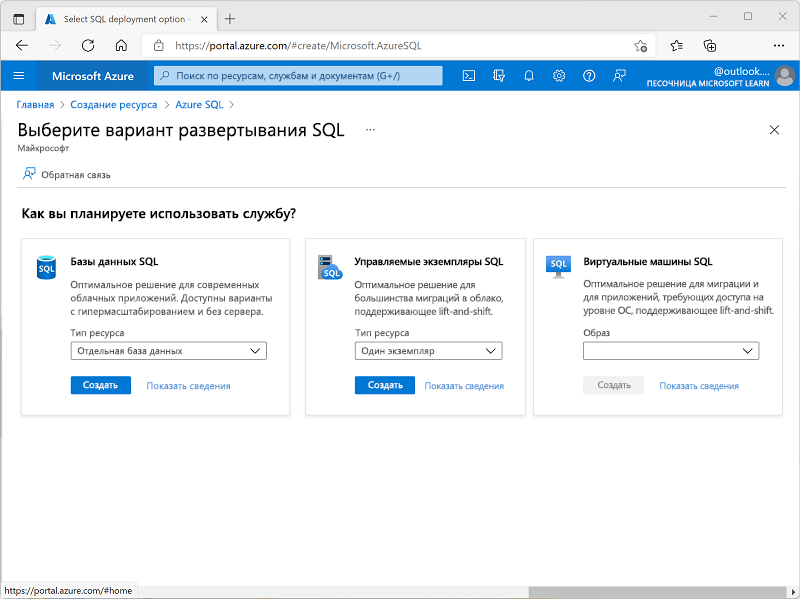 Select SQL deployment option -
https://portal.azure.com/#create/Microsoft.AzureSQL
Microsoft Azure
Поиск по ресурсам, службам и документам (G+/)
@outlook....
ПЕСОЧНИЦА MICROSOFT LEARN
Главная > Создание ресурса > Azure SQL >
Выберите вариант развертывания SQL ...
Майкрософт
Обратная связь
Как вы планируете использовать службу?
SQL
Базы данных SQL
Оптимальное решение для современных
облачных приложений. Доступны варианты
с гипермасштабированием и без сервера.
Тип ресурса
Отдельная база данных
Создать
Показать сведения
SQL
Управляемые экземпляры SQL
Оптимальное решение для
большинства миграций в облако,
поддерживающее lift-and-shift.
Тип ресурса
Один экземпляр
Создать
Показать сведения
SQL
Виртуальные машины SQL
Оптимальное решение для миграции и
для приложений, требующих доступа на
уровне ОС, поддерживающее lift-and-shift.
Образ
Создать
Показать сведения
https://portal.azure.com/#home